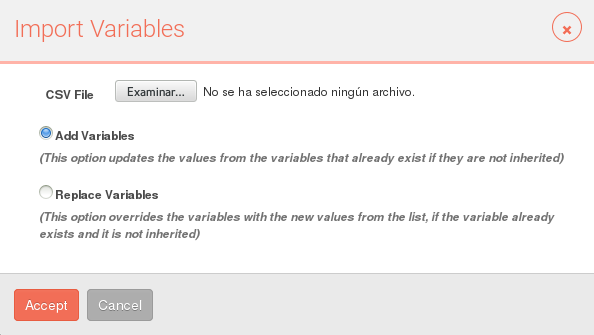 Import Variables
CSV File Examinar... No se ha seleccionado ningún archivo.
Add Variables
(This option updates the values from the variables that already exist if they are not inherited)
Replace Variables
(This option overrides the variables with the new values from the list, if the variable already
exists and it is not inherited)
Accept Cancel